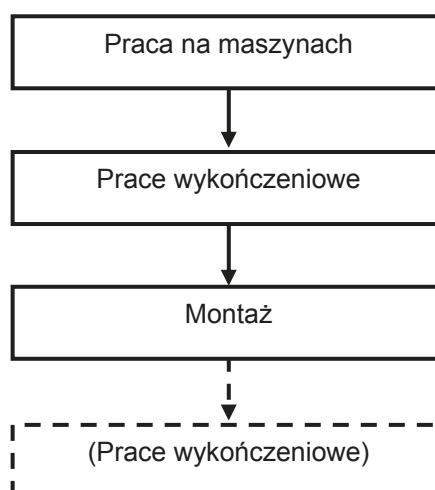 Praca na maszynach
Prace wykończeniowe
Montaż
(Prace wykończeniowe)